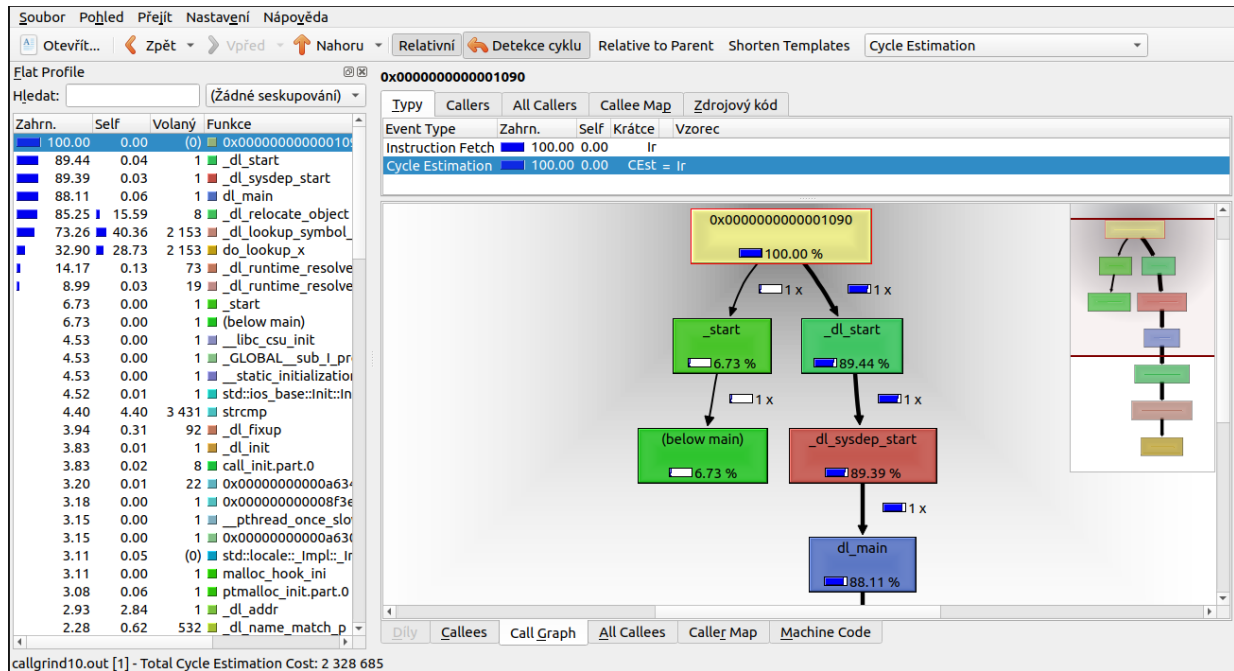 Soubor Pohled Přejít Nastavení Nápověda
Otevřít... Zpět Vpřed Nahoru Relativní Detekce cyklu Relative to Parent Shorten Templates Cycle Estimation
Flat Profile
Hledat: (Žádné seskupování)
Zahrn. Self Volaný Funkce
100.00 0.00 (0) 0x000000000000109
89.44 0.04 1 _dl_start
89.39 0.03 1 _dl_sysdep_start
88.11 0.06 1 dl_main
85.25 15.59 8 _dl_relocate_object
73.26 40.36 2 153 _dl_lookup_symbol_
32.90 28.73 2 153 do_lookup_x
14.17 0.13 73 _dl_runtime_resolve
8.99 0.03 19 _dl_runtime_resolve
6.73 0.00 1 _start
6.73 0.00 1 (below main)
4.53 0.00 1 __libc_csu_init
4.53 0.00 1 _GLOBAL__sub_I_pr
4.53 0.00 1 __static_initializatio
4.52 0.01 1 std::ios_base::Init::In
4.40 4.40 3 431 strcmp
3.94 0.31 92 _dl_fixup
3.83 0.01 1 _dl_init
3.83 0.02 8 call_init.part.0
3.20 0.01 22 0x00000000000a634
3.18 0.00 1 0x000000000008f3e
3.15 0.00 1 __pthread_once_slo
3.15 0.00 1 0x00000000000a630
3.11 0.05 (0) std::locale::_Impl::_Ir
3.11 0.00 1 malloc_hook_ini
3.08 0.06 1 ptmalloc_init.part.0
2.93 2.84 1 _dl_addr
2.28 0.62 532 _dl_name_match_p
0x0000000000001090
Typy Callers All Callers Callee Map Zdrojový kód
Event Type Zahrn. Self Krátce Vzorec
Instruction Fetch 100.00 0.00 Ir
Cycle Estimation 100.00 0.00 CEst = Ir
0x0000000000001090
100.00 %
1 x 1 x
_start _dl_start
6.73 % 89.44 %
1 x 1 x
(below main) _dl_sysdep_start
6.73 % 89.39 %
1 x
dl_main
88.11 %
Díly Callees Call Graph All Callees Caller Map Machine Code
callgrind10.out [1] - Total Cycle Estimation Cost: 2 328 685